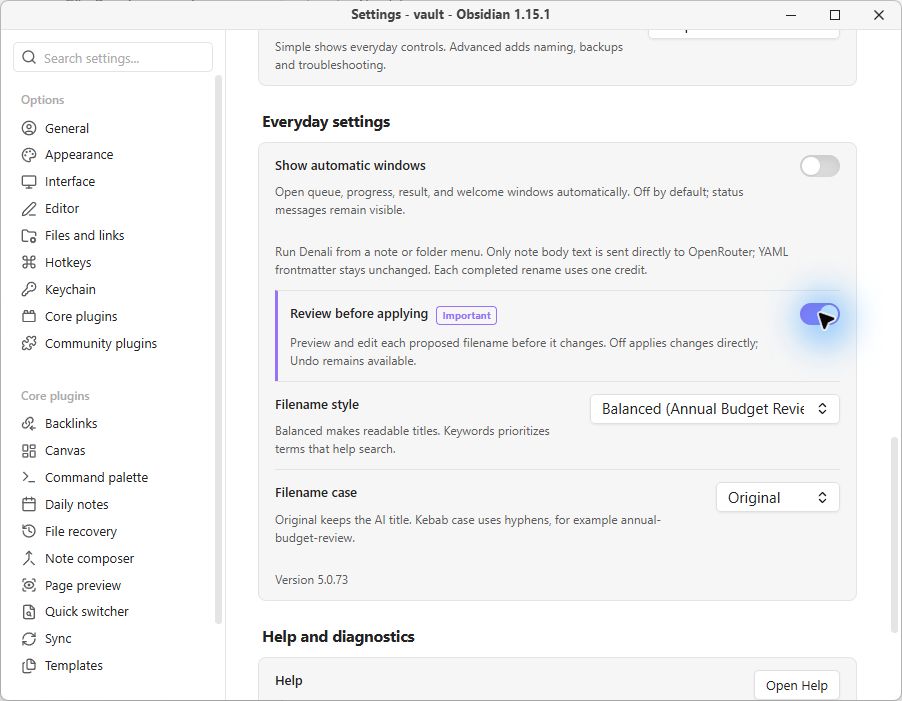 Settings - vault - Obsidian 1.15.1
Search settings...
Options
General
Appearance
Interface
Editor
Files and links
Hotkeys
Keychain
Core plugins
Community plugins
Core plugins
Backlinks
Canvas
Command palette
Daily notes
File recovery
Note composer
Page preview
Quick switcher
Sync
Templates
Simple shows everyday controls. Advanced adds naming, backups
and troubleshooting.
Everyday settings
Show automatic windows
Open queue, progress, result, and welcome windows automatically. Off by default; status
messages remain visible.
Run Denali from a note or folder menu. Only note body text is sent directly to OpenRouter; YAML
frontmatter stays unchanged. Each completed rename uses one credit.
Review before applying Important
Preview and edit each proposed filename before it changes. Off applies changes directly;
Undo remains available.
Filename style
Balanced (Annual Budget Revie
Balanced makes readable titles. Keywords prioritizes
terms that help search.
Filename case
Original
Original keeps the AI title. Kebab case uses hyphens, for example annual-
budget-review.
Version 5.0.73
Help and diagnostics
Help
Open Help